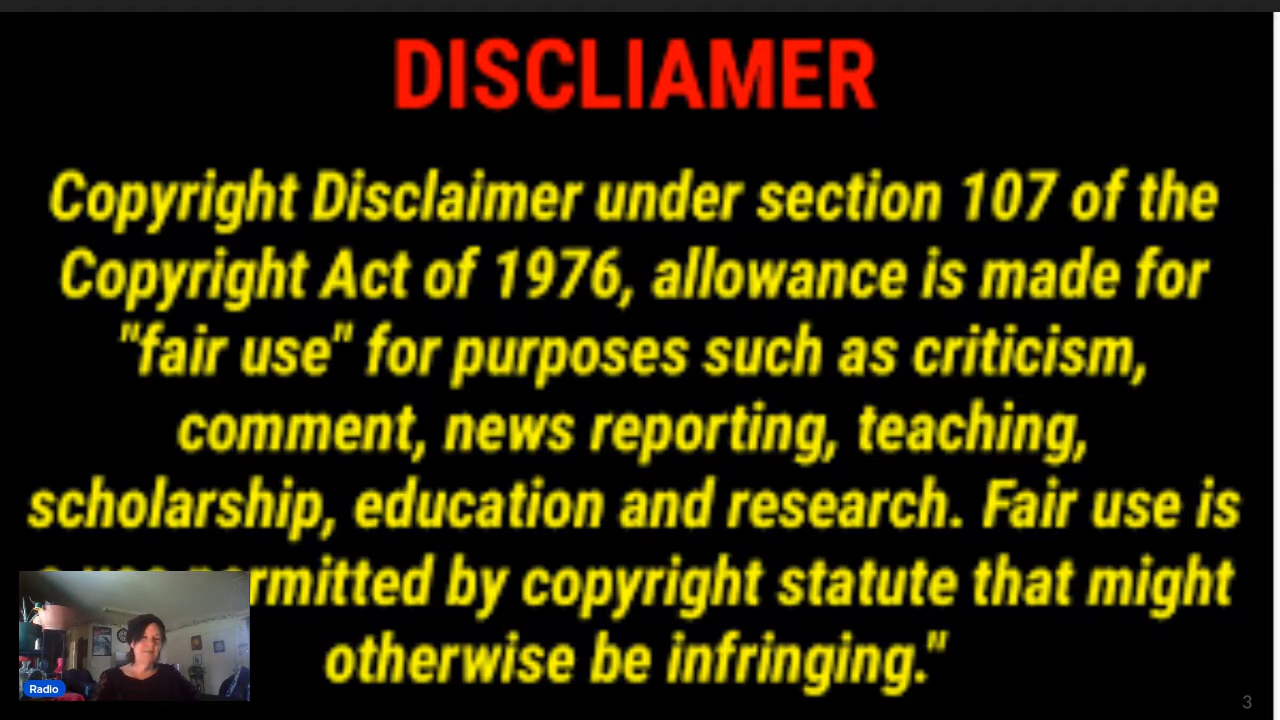 DISCLIAMER
Copyright Disclaimer under section 107 of the
Copyright Act of 1976, allowance is made for
"fair use" for purposes such as criticism,
comment, news reporting, teaching,
scholarship, education and research. Fair use is
by copyright statute that might
otherwise be infringing."
Radio
3